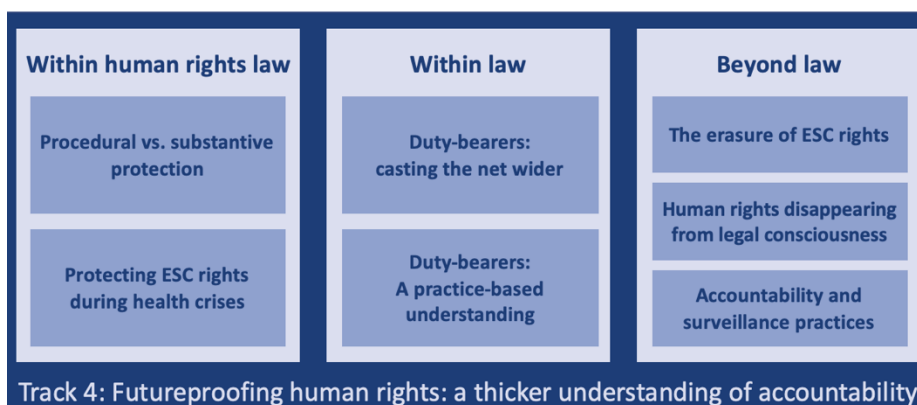 Within human rights law
Procedural vs. substantive
protection
Protecting ESC rights
during health crises
Within law
Duty-bearers:
casting the net wider
Duty-bearers:
A practice-based
understanding
Beyond law
The erasure of ESC rights
Human rights disappearing
from legal consciousness
Accountability and
surveillance practices
Track 4: Futureproofing human rights: a thicker understanding of accountability